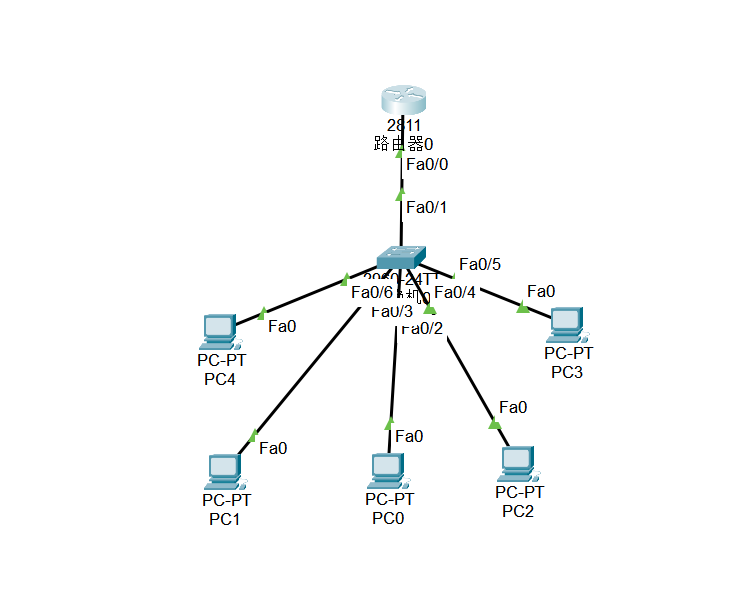 2811
路由器0
Fa0/0
Fa0/1
Fa0/5
2960-24TT
Fa0/6
Fa0/4
Fa0/3
Fa0/2
Fa0
Fa0
PC-PT
PC4
PC-PT
PC3
Fa0
Fa0
Fa0
PC-PT
PC1
PC-PT
PC0
PC-PT
PC2